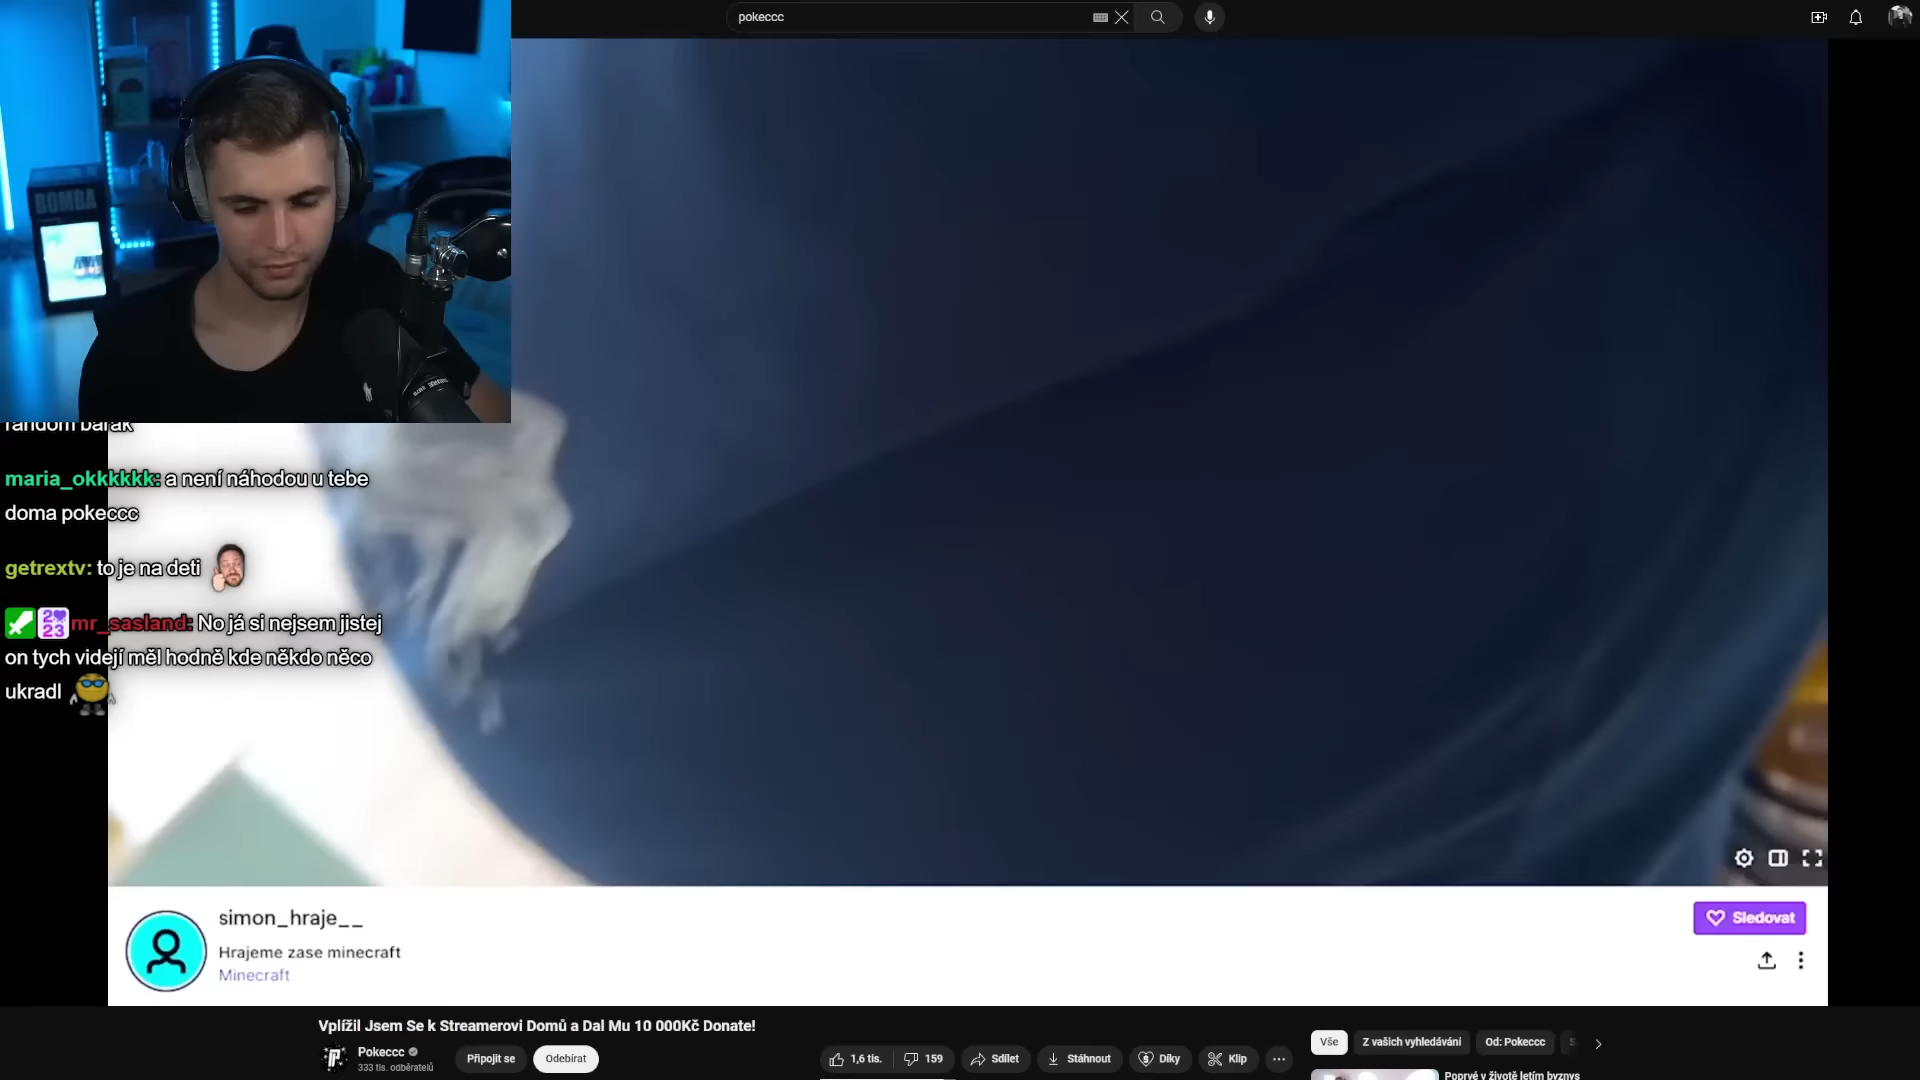 pokeccc
BOMBA
random barák
maria_okkkkkk: a není náhodou u tebe
doma pokeccc
getrextv: to je na deti
mr_sasland: No já si nejsem jistej
on tych videjí měl hodně kde někdo něco
ukradl
simon_hraje__
Hrajeme zase minecraft
Minecraft
Sledovat
Vplížil Jsem Se k Streamerovi Domů a Dal Mu 10 000Kč Donate!
Pokeccc
333 tis. odběratelů
Připojit se
Odebírat
1,6 tis.
159
Sdílet
Stáhnout
Díky
Klip
Vše
Z vašich vyhledávání
Od: Pokeccc
Poprvé v životě letím byznys